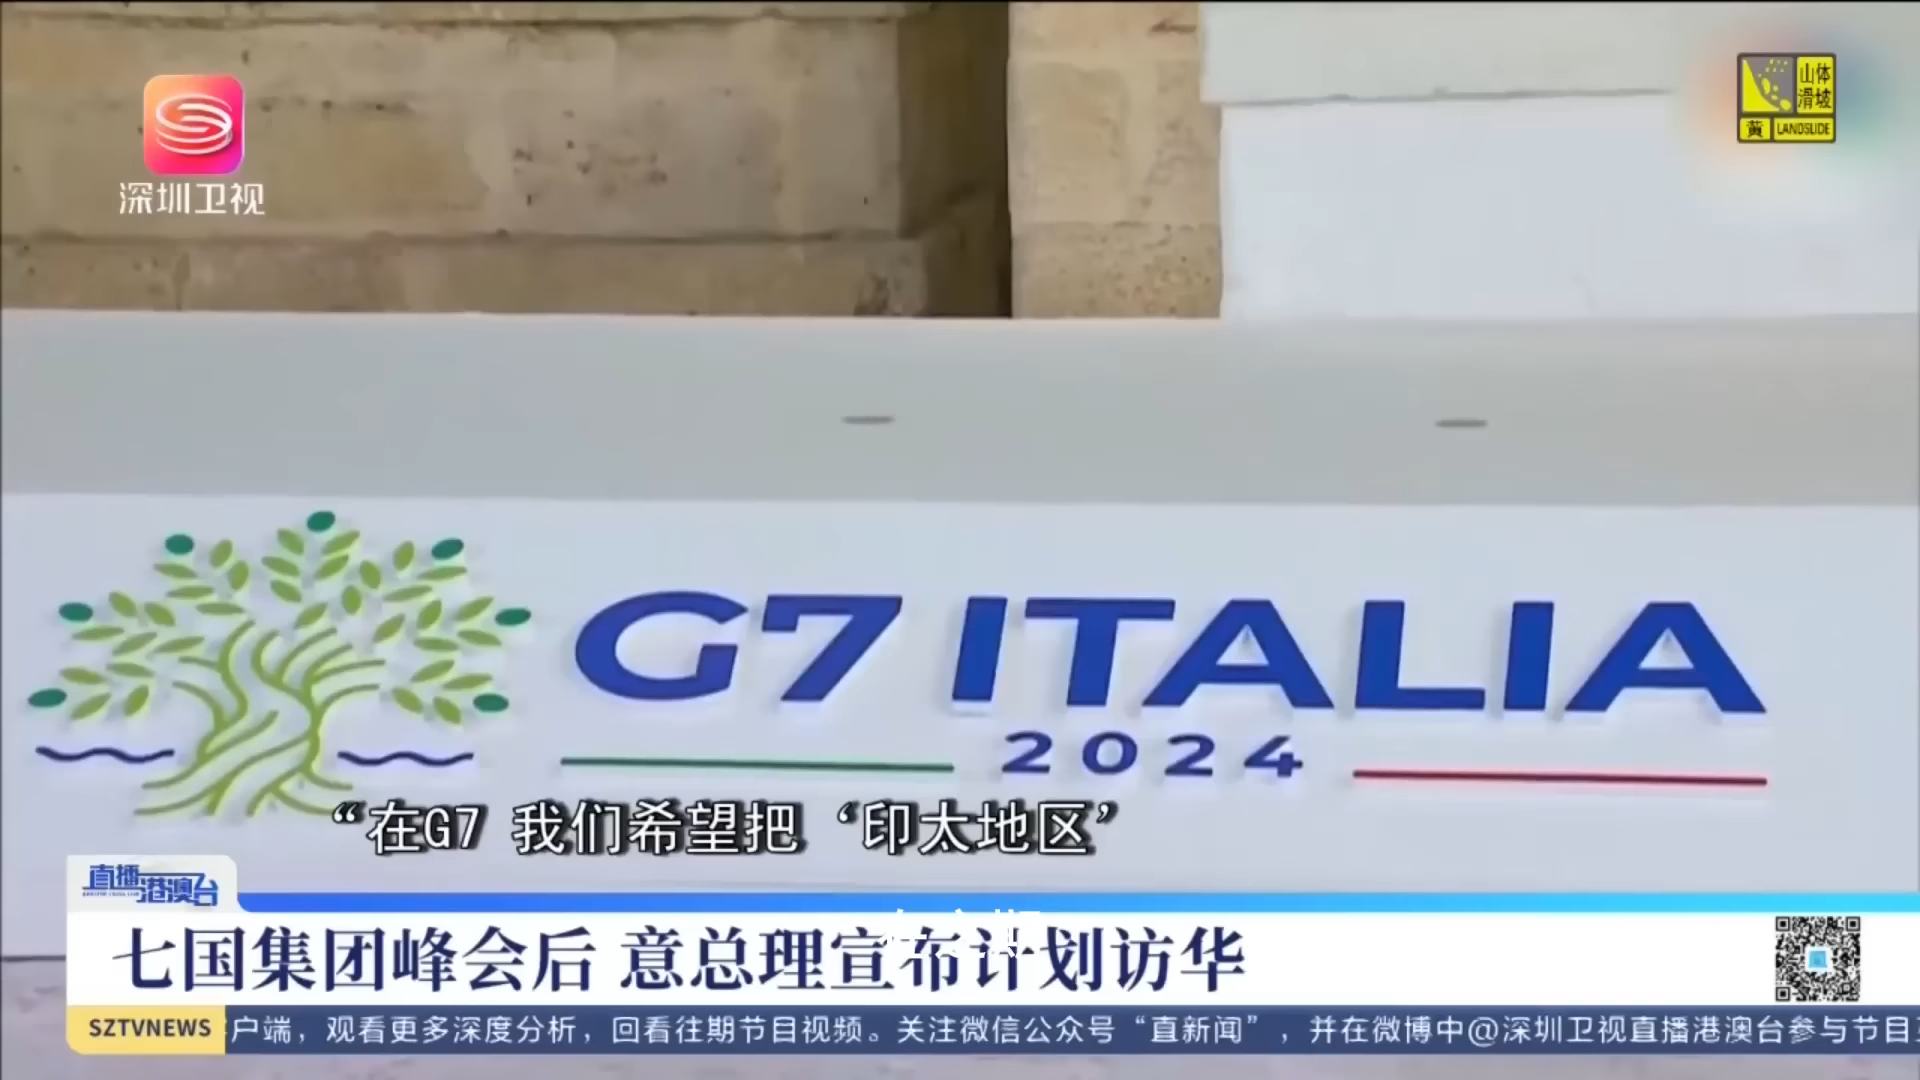 深圳卫视
山体
滑坡
黄 LANDSLIDE
G7 ITALIA
2024
“在G7 我们希望把‘印太地区’
直播港澳台
七国集团峰会后 意总理宣布计划访华
SZTVNEWS
户端，观看更多深度分析，回看往期节目视频。关注微信公众号“直新闻”，并在微博中@深圳卫视直播港澳台参与节目